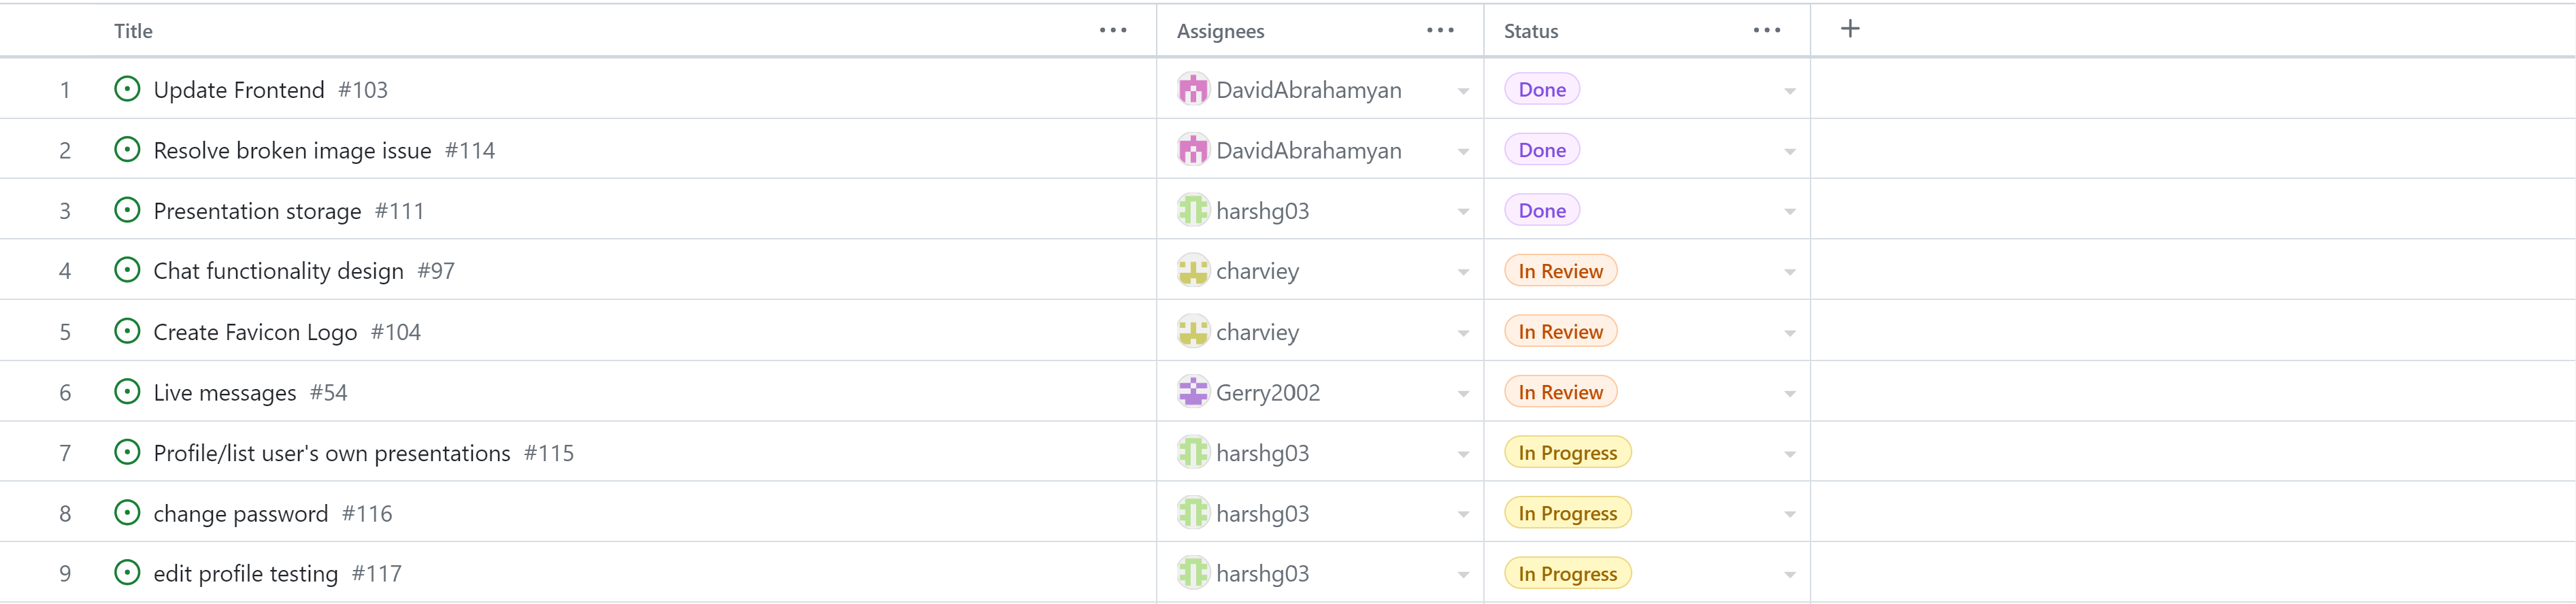 Title Assignees Status
1 Update Frontend #103 DavidAbrahamyan Done
2 Resolve broken image issue #114 DavidAbrahamyan Done
3 Presentation storage #111 harshg03 Done
4 Chat functionality design #97 charviey In Review
5 Create Favicon Logo #104 charviey In Review
6 Live messages #54 Gerry2002 In Review
7 Profile/list user's own presentations #115 harshg03 In Progress
8 change password #116 harshg03 In Progress
9 edit profile testing #117 harshg03 In Progress